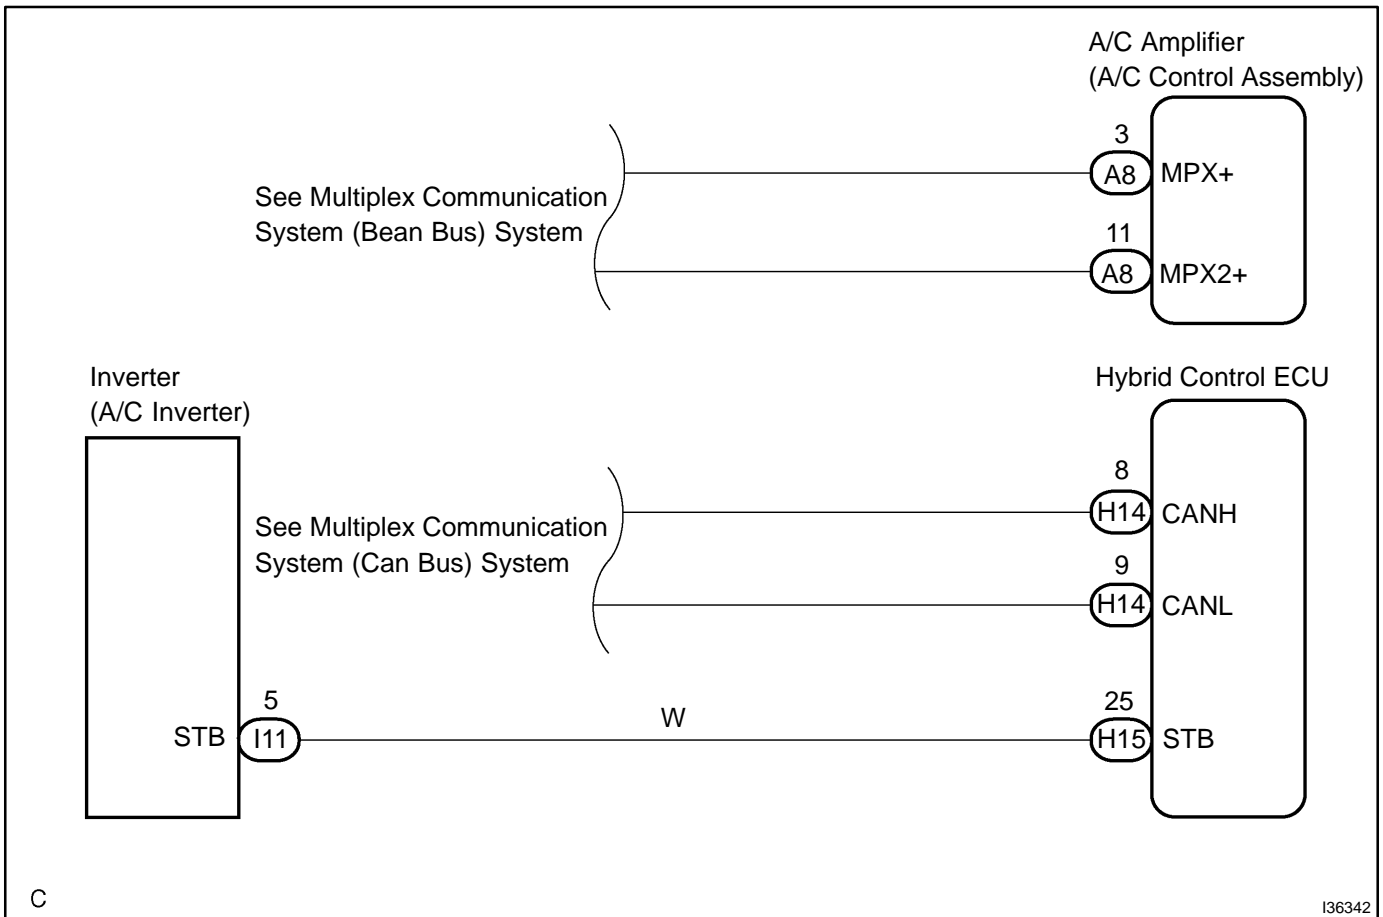 A/C Amplifier
(A/C Control Assembly)
3
A8 MPX+
See Multiplex Communication
System (Bean Bus) System
11
A8 MPX2+
Inverter
(A/C Inverter)
Hybrid Control ECU
8
H14 CANH
See Multiplex Communication
System (Can Bus) System
9
H14 CANL
5
W
25
STB I11
H15 STB
C
I36342